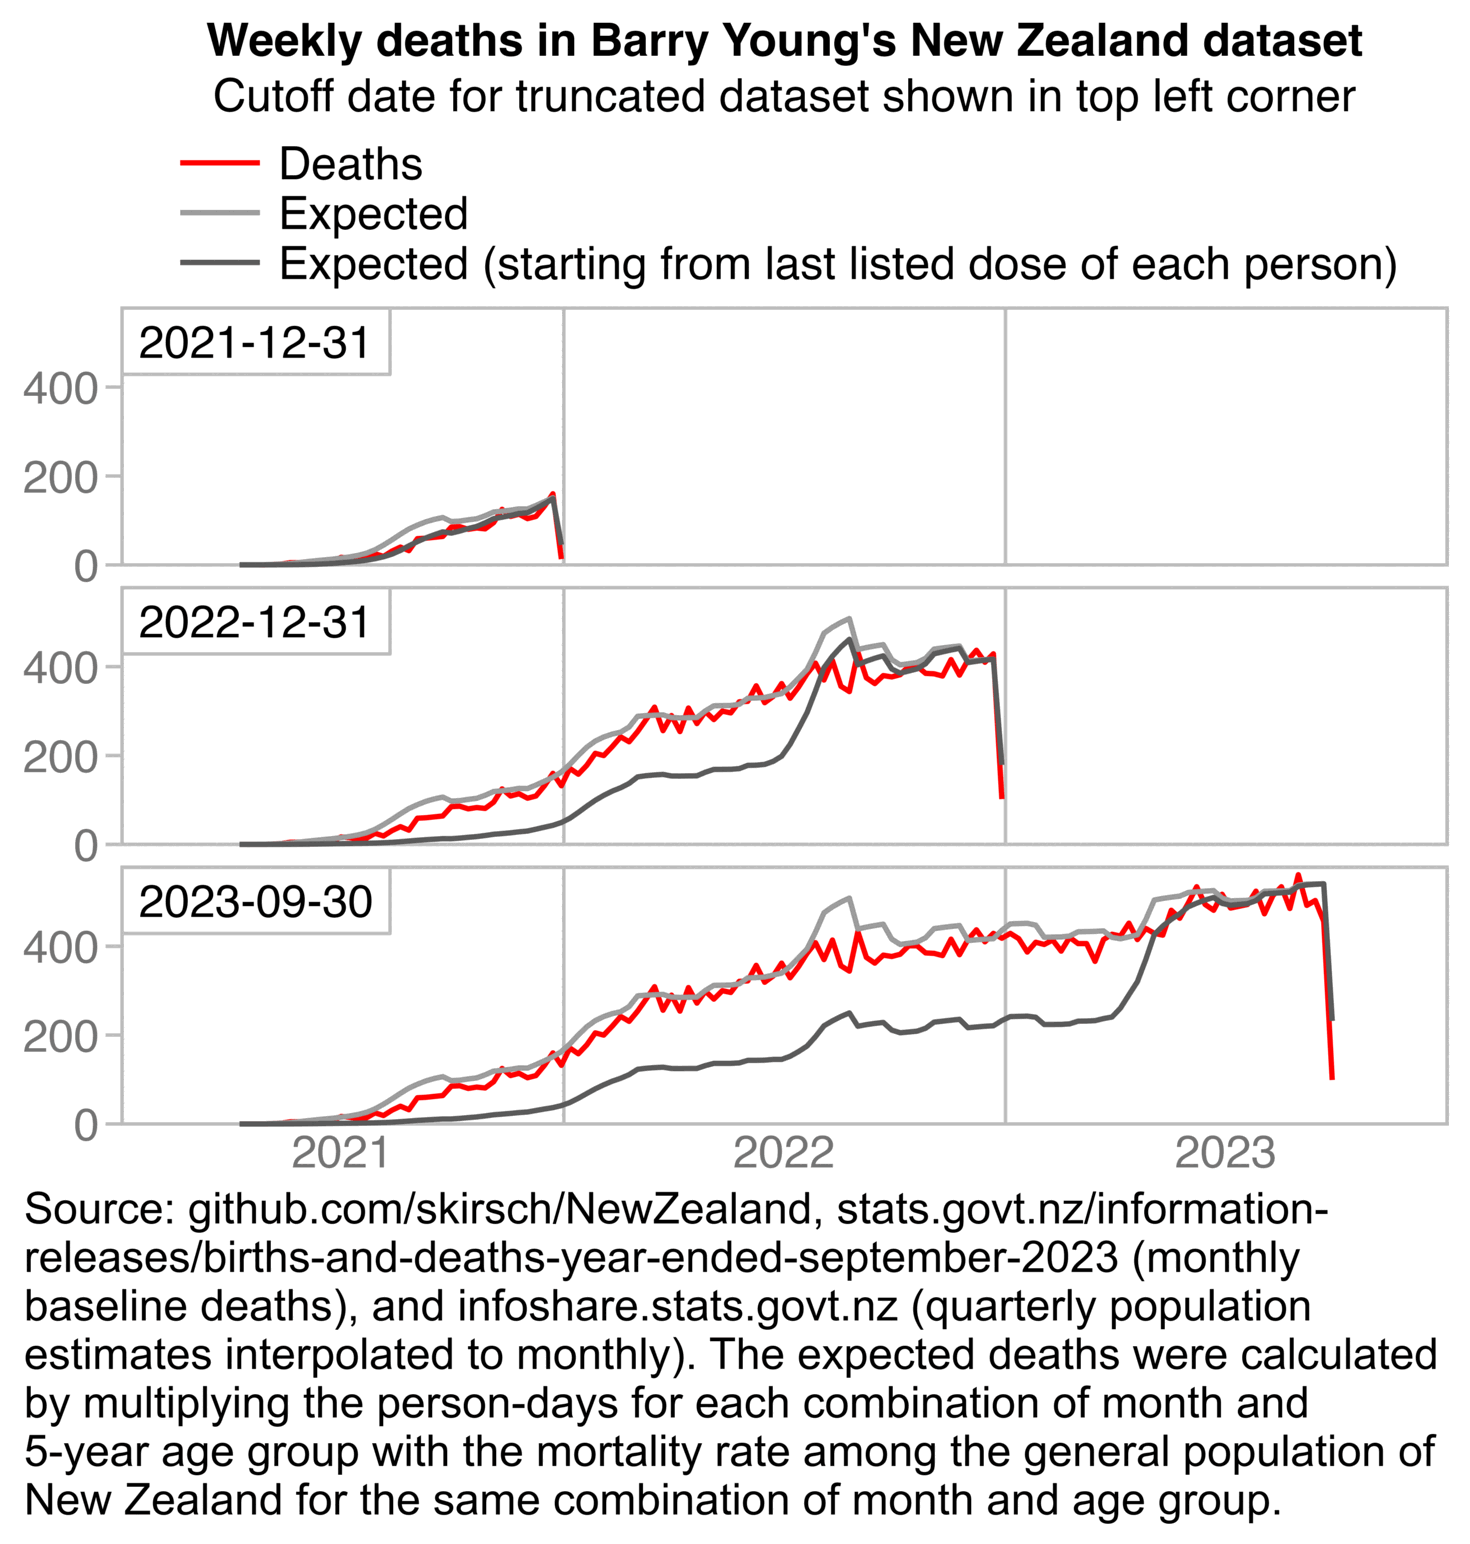 Weekly deaths in Barry Young's New Zealand dataset
Cutoff date for truncated dataset shown in top left corner
Deaths
Expected
Expected (starting from last listed dose of each person)
2021-12-31
400
200
0
2022-12-31
400
200
0
2023-09-30
400
200
0
2021 2022 2023
Source: github.com/skirsch/NewZealand, stats.govt.nz/information-
releases/births-and-deaths-year-ended-september-2023 (monthly
baseline deaths), and infoshare.stats.govt.nz (quarterly population
estimates interpolated to monthly). The expected deaths were calculated
by multiplying the person-days for each combination of month and
5-year age group with the mortality rate among the general population of
New Zealand for the same combination of month and age group.